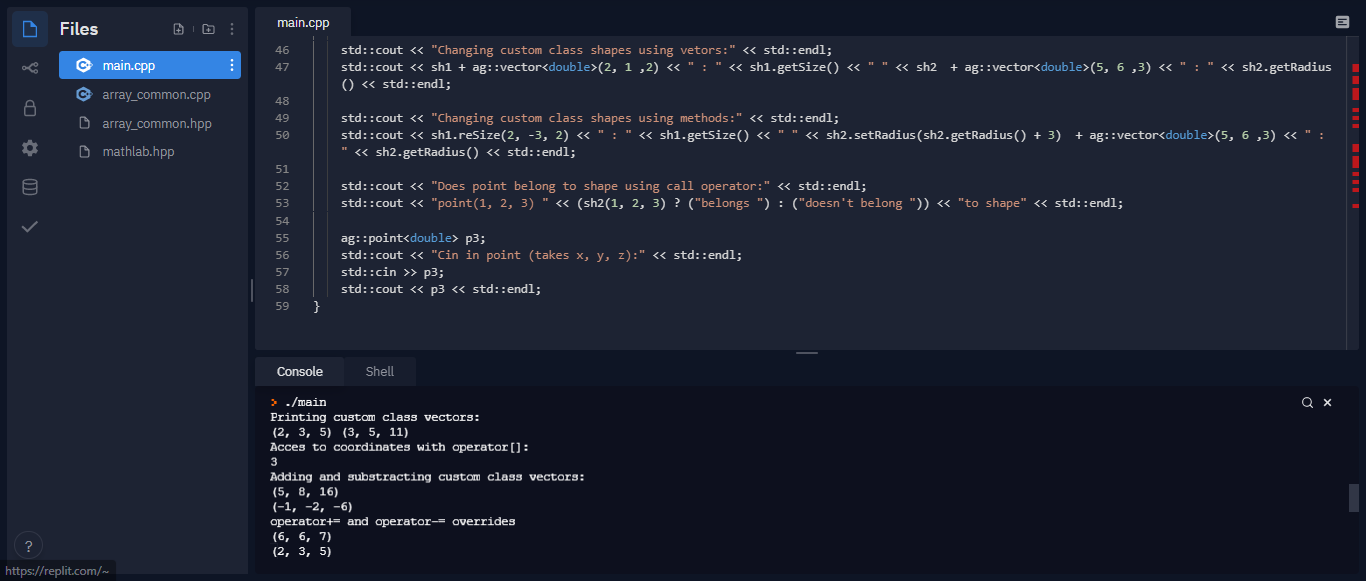 Files
main.cpp
array_common.cpp
array_common.hpp
mathlab.hpp
?
https://replit.com/~
main.cpp
46 std::cout << "Changing custom class shapes using vetors:" << std::endl;
47 std::cout << sh1 + ag::vector<double>(2, 1 ,2) << " : " << sh1.getSize() << " " << sh2  + ag::vector<double>(5, 6 ,3) << " : " << sh2.getRadius
() << std::endl;
48
49 std::cout << "Changing custom class shapes using methods:" << std::endl;
50 std::cout << sh1.reSize(2, -3, 2) << " : " << sh1.getSize() << " " << sh2.setRadius(sh2.getRadius() + 3)  + ag::vector<double>(5, 6 ,3) << " :
" << sh2.getRadius() << std::endl;
51
52 std::cout << "Does point belong to shape using call operator:" << std::endl;
53 std::cout << "point(1, 2, 3) " << (sh2(1, 2, 3) ? ("belongs ") : ("doesn't belong ")) << "to shape" << std::endl;
54
55 ag::point<double> p3;
56 std::cout << "Cin in point (takes x, y, z):" << std::endl;
57 std::cin >> p3;
58 std::cout << p3 << std::endl;
59 }
Console Shell
> ./main
Printing custom class vectors:
(2, 3, 5) (3, 5, 11)
Acces to coordinates with operator[]:
3
Adding and substracting custom class vectors:
(5, 8, 16)
(-1, -2, -6)
operator+= and operator-= overrides
(6, 6, 7)
(2, 3, 5)